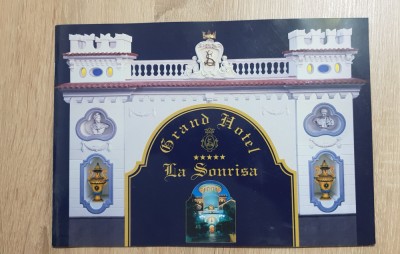 Grand Hotel
La Sonrisa